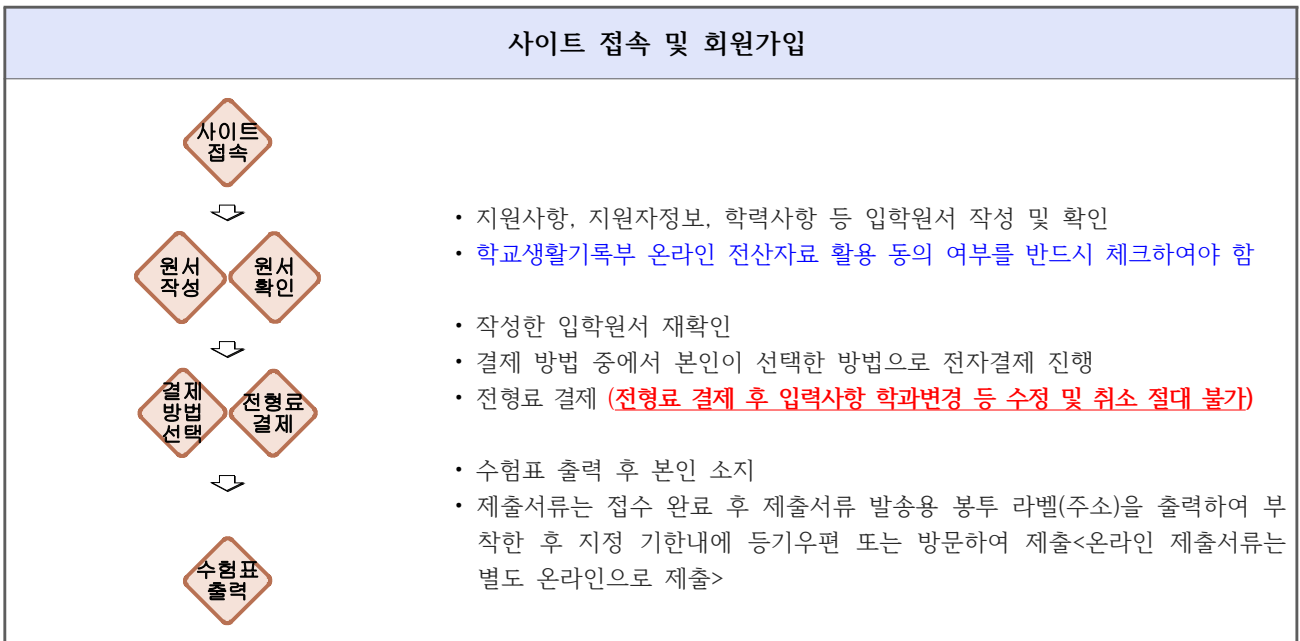 사이트 접속 및 회원가입
사이트
접속
원서
작성
원서
확인
• 지원사항, 지원자정보, 학력사항 등 입학원서 작성 및 확인
• 학교생활기록부 온라인 전산자료 활용 동의 여부를 반드시 체크하여야 함
결제
방법
선택
전형료
결제
• 작성한 입학원서 재확인
• 결제 방법 중에서 본인이 선택한 방법으로 전자결제 진행
• 전형료 결제 (전형료 결제 후 입력사항 학과변경 등 수정 및 취소 절대 불가)
수험표
출력
• 수험표 출력 후 본인 소지
• 제출서류는 접수 완료 후 제출서류 발송용 봉투 라벨(주소)을 출력하여 부
착한 후 지정 기한내에 등기우편 또는 방문하여 제출<온라인 제출서류는
별도 온라인으로 제출>